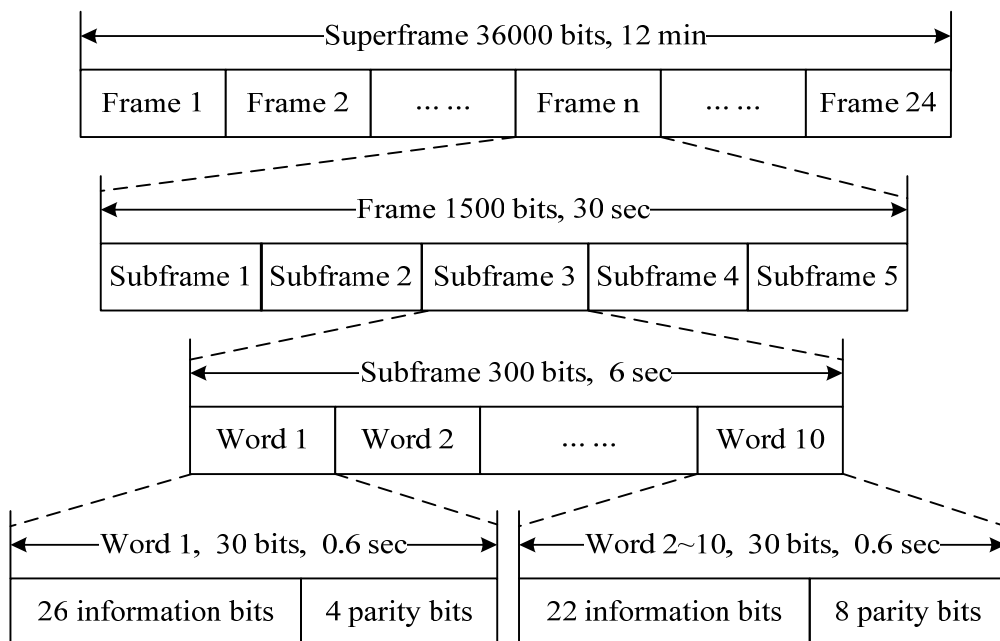 Superframe 36000 bits, 12 min
Frame 1 Frame 2 ... ... Frame n ... ... Frame 24
Frame 1500 bits, 30 sec
Subframe 1 Subframe 2 Subframe 3 Subframe 4 Subframe 5
Subframe 300 bits, 6 sec
Word 1 Word 2 ... ... Word 10
Word 1, 30 bits, 0.6 sec Word 2~10, 30 bits, 0.6 sec
26 information bits 4 parity bits 22 information bits 8 parity bits